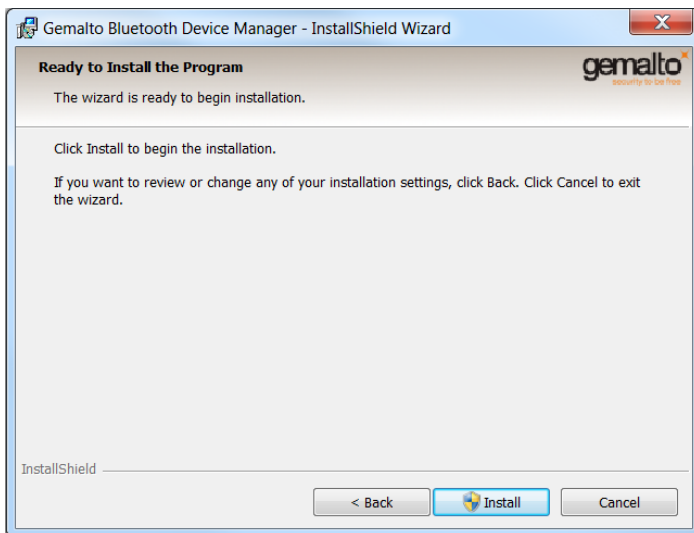 Gemalto Bluetooth Device Manager - InstallShield Wizard
Ready to Install the Program
The wizard is ready to begin installation.
gemalto
security to be free
Click Install to begin the installation.
If you want to review or change any of your installation settings, click Back. Click Cancel to exit
the wizard.
InstallShield
< Back
Install
Cancel